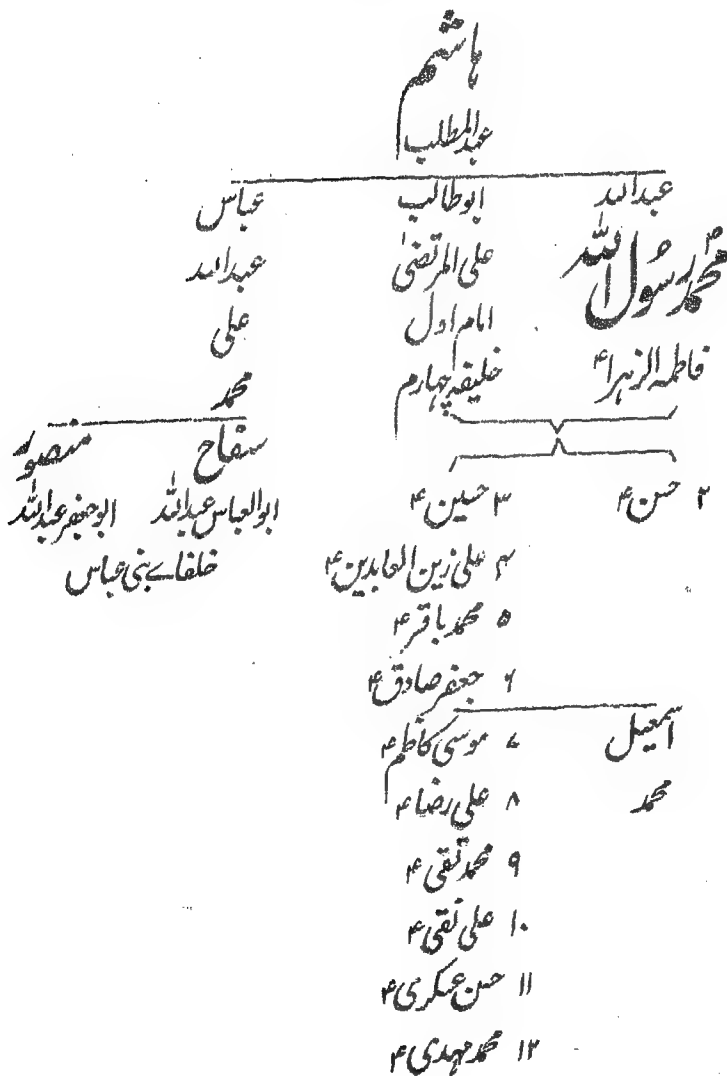 ہاشم
عبدالمطلب
عبداللہ ابوطالب عباس
محمد رسول اللہ ؐ علی المرتضیٰ عبداللہ
امام اول علی
فاطمہ الزہرا ؑ خلیفہ چہارم محمد
سفاح منصور
۲ حسن ؑ ۳ حسین ؑ ابوالعباس عبداللہ ابوجعفر عبداللہ
۴ علی زین العابدین ؑ خلفاے بنی عباس
۵ محمد باقر ؑ
۶ جعفر صادق ؑ
اسمعیل ۷ موسی کاظم ؑ
محمد ۸ علی رضا ؑ
۹ محمد تقی ؑ
۱۰ علی نقی ؑ
۱۱ حسن عسکری ؑ
۱۲ محمد مہدی ؑ